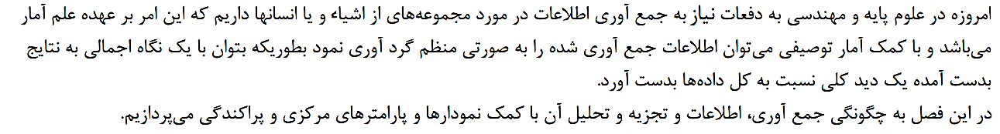 امروزه در علوم پایه و مهندسی به دفعات نیاز به جمع آوری اطلاعات در مورد مجموعه‌های از اشیاء و یا انسانها داریم که این امر بر عهده علم آمار
می‌باشد و با کمک آمار توصیفی می‌توان اطلاعات جمع آوری شده را به صورتی منظم گرد آوری نمود بطوریکه بتوان با یک نگاه اجمالی به نتایج
بدست آمده یک دید کلی نسبت به کل داده‌ها بدست آورد.
در این فصل به چگونگی جمع آوری، اطلاعات و تجزیه و تحلیل آن با کمک نمودارها و پارامترهای مرکزی و پراکندگی می‌پردازیم.